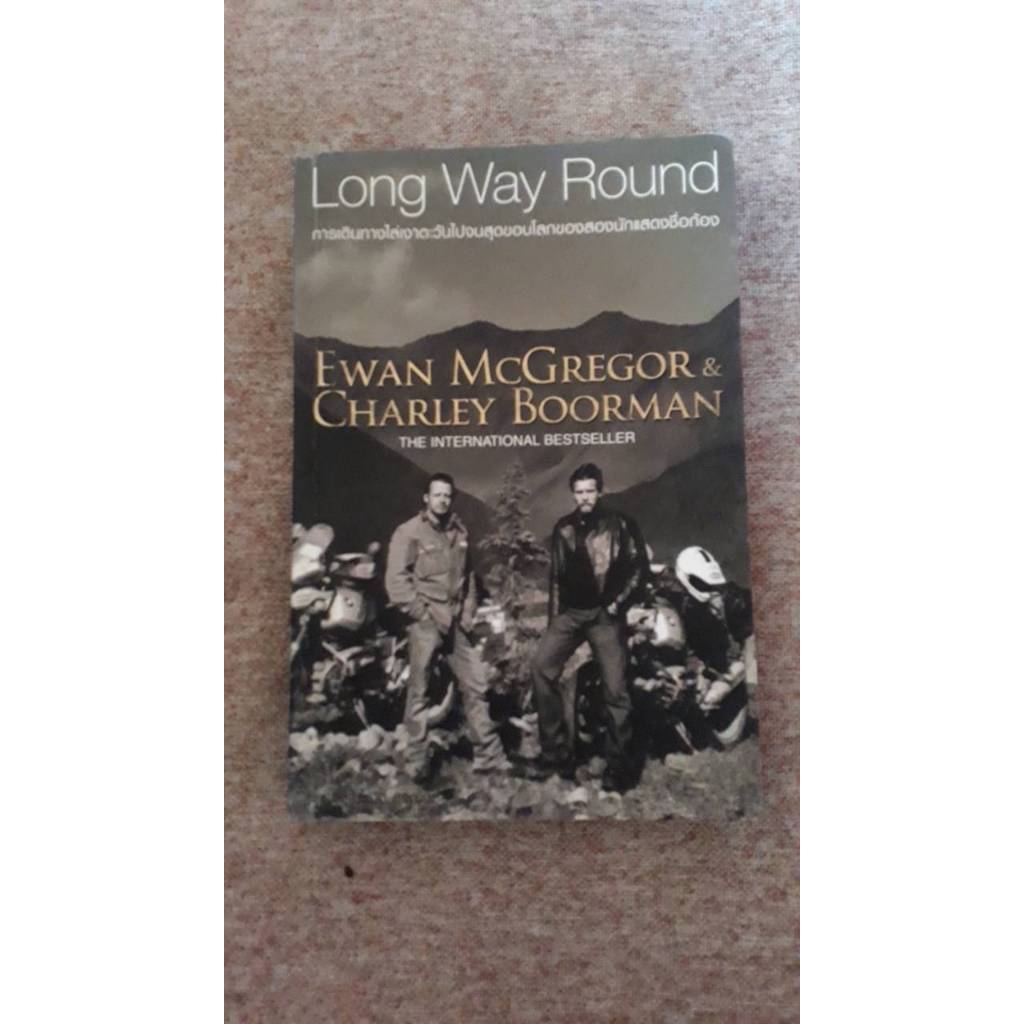 Long Way Round
การเดินทางไล่เงาตะวันไปจนสุดขอบโลกของสองนักแสดงชื่อก้อง
EWAN MCGREGOR &
CHARLEY BOORMAN
THE INTERNATIONAL BESTSELLER